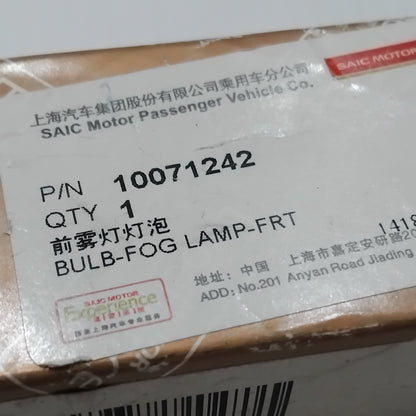 SAIC MOTOR
上海汽车集团股份有限公司乘用车分公司
SAIC Motor Passenger Vehicle Co.
P/N 10071242
QTY 1
前雾灯灯泡
BULB-FOG LAMP-FRT
1418
地址: 中国 上海市嘉定安研路20
ADD: No.201 Anyan Road Jiading
SAIC MOTOR
Experience